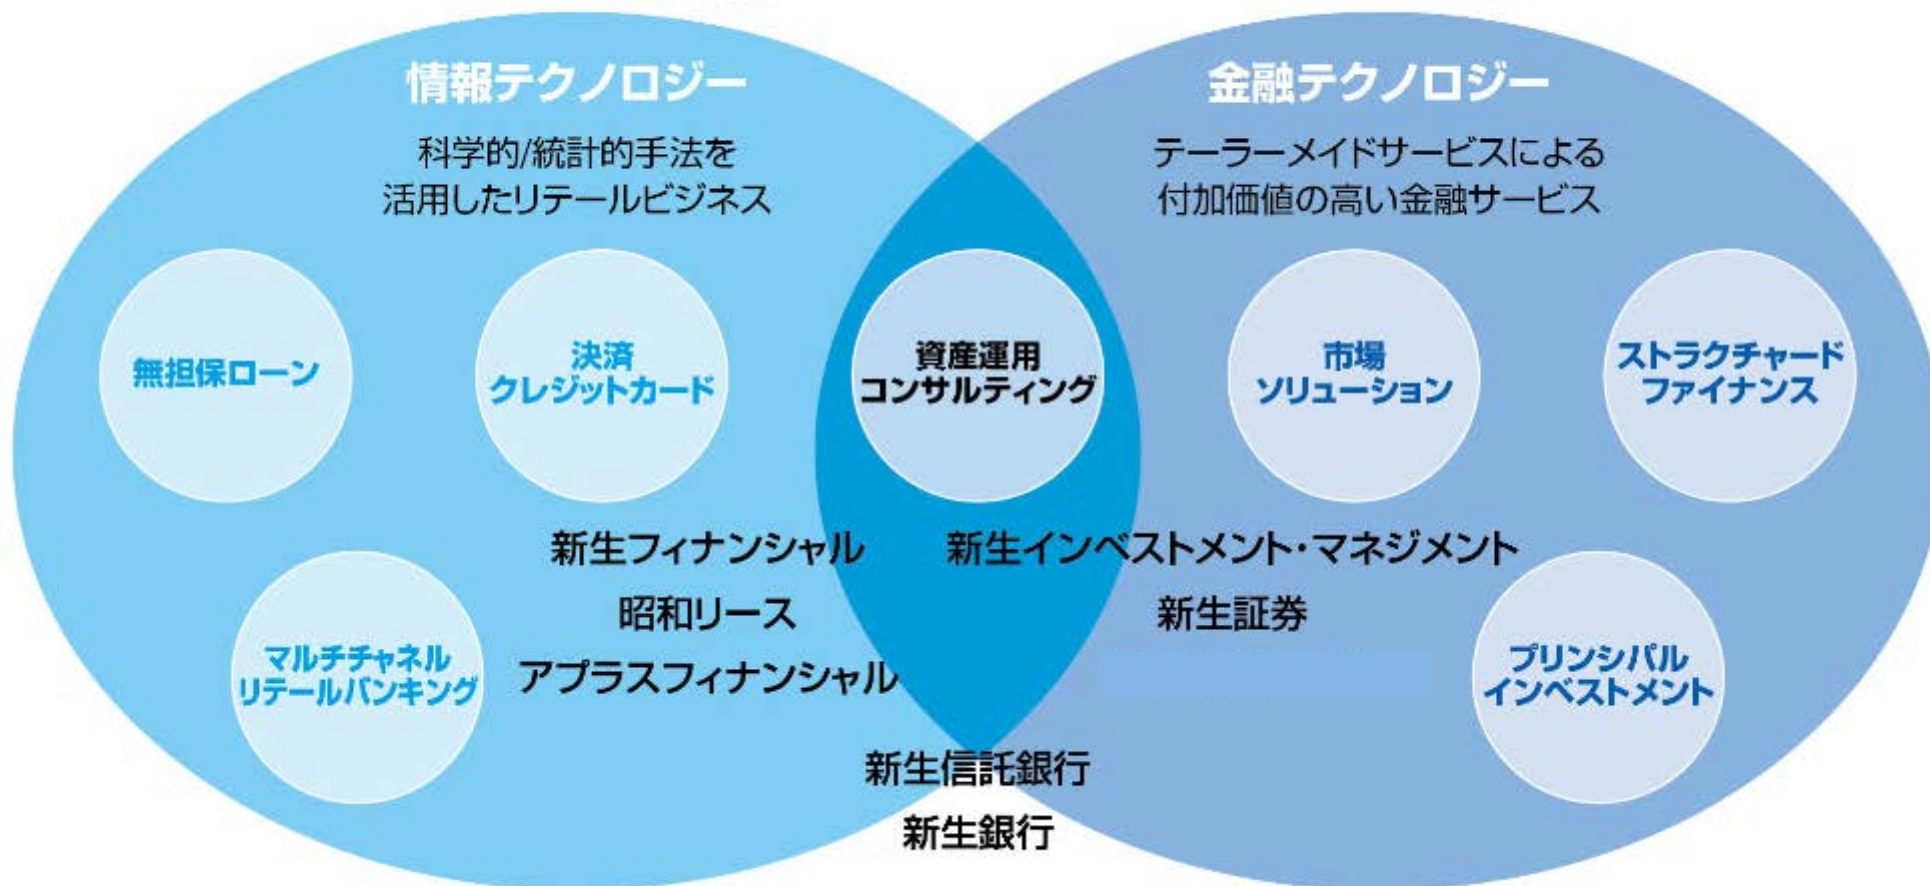 情報テクノロジー
科学的/統計的手法を
活用したリテールビジネス
無担保ローン
決済
クレジットカード
マルチチャネル
リテールバンキング
新生フィナンシャル
昭和リース
アプラスフィナンシャル
資産運用
コンサルティング
金融テクノロジー
テーラーメイドサービスによる
付加価値の高い金融サービス
市場
ソリューション
ストラクチャード
ファイナンス
新生インベストメント・マネジメント
新生証券
プリンシパル
インベストメント
新生信託銀行
新生銀行